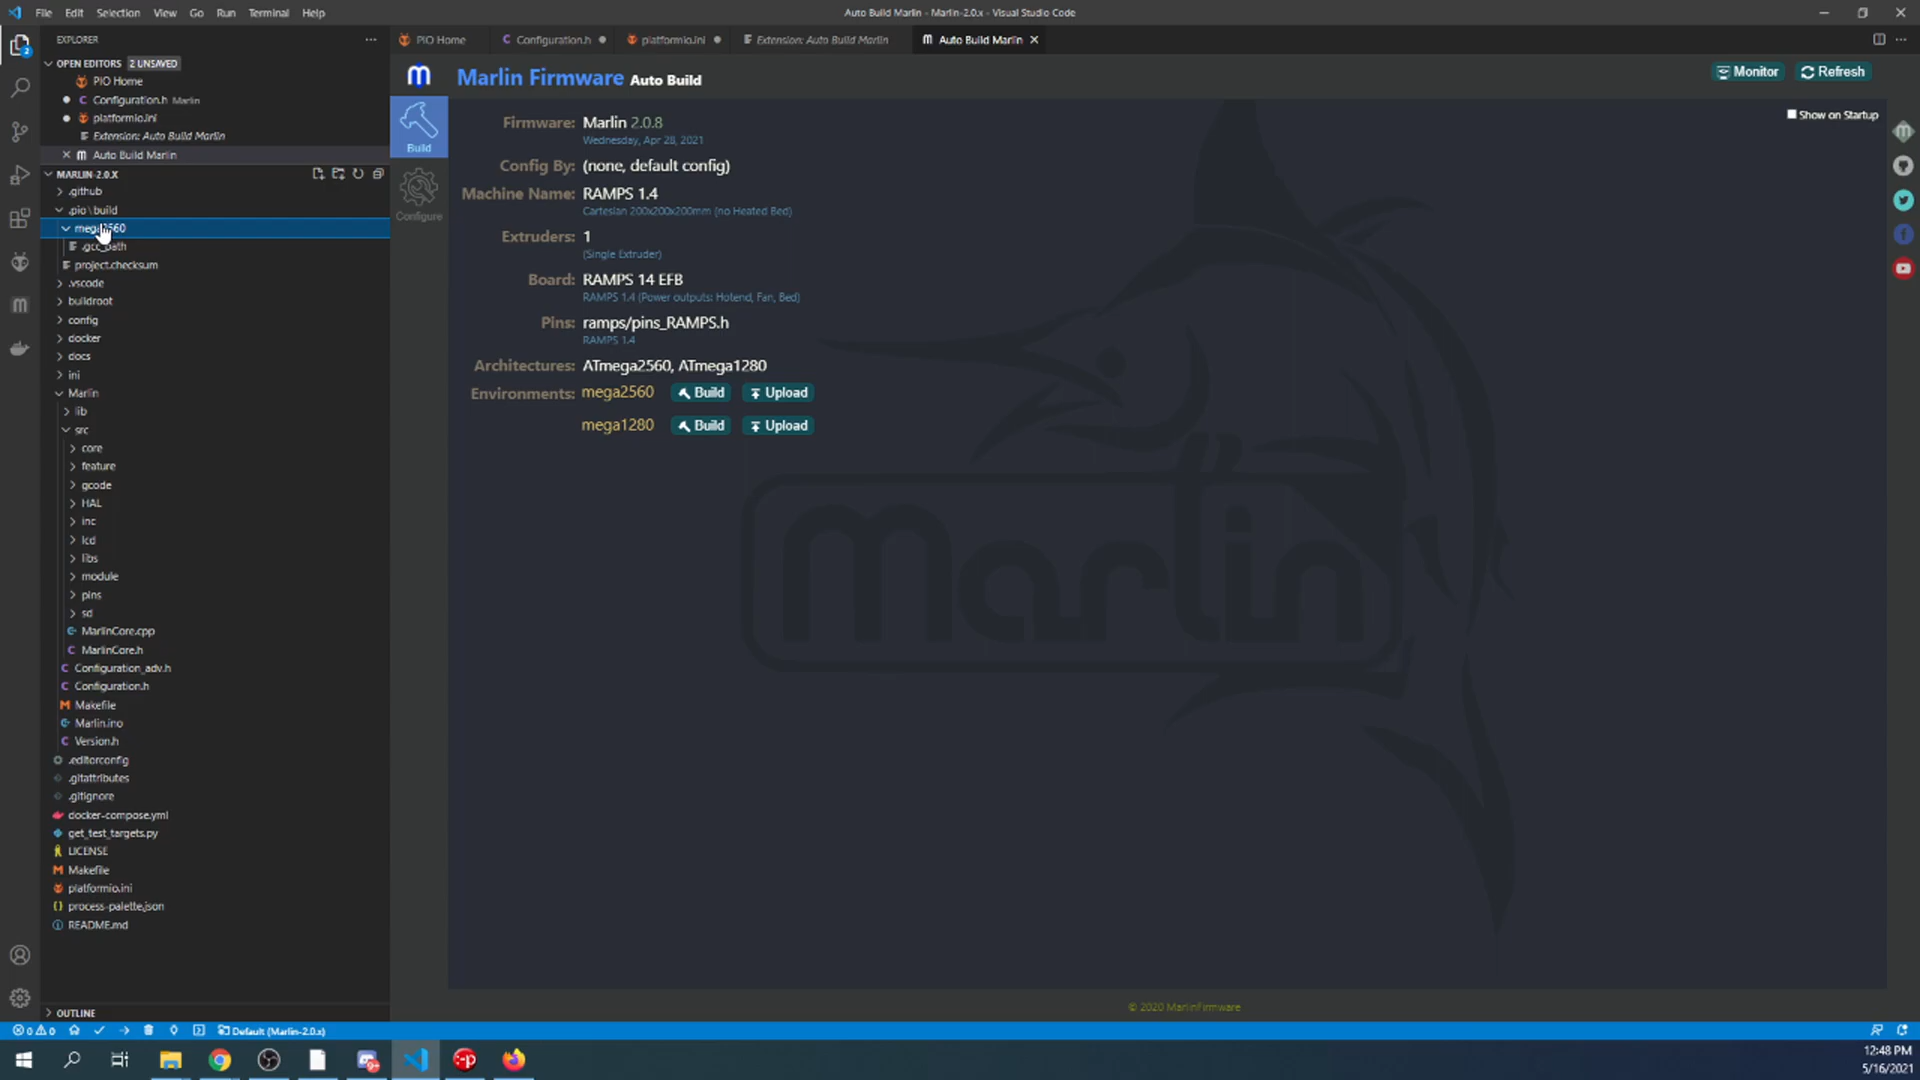 File Edit Selection View Go Run Terminal Help
Auto Build Marlin - Marlin-2.0.x - Visual Studio Code
EXPLORER
OPEN EDITORS 2 UNSAVED
PIO Home
Configuration.h Marlin
platformio.ini
Extension: Auto Build Marlin
Auto Build Marlin
MARLIN-2.0.X
.github
.pio \ build
mega2560
.gcc_path
project.checksum
.vscode
buildroot
config
docker
docs
ini
Marlin
lib
src
core
feature
gcode
HAL
inc
lcd
libs
module
pins
sd
MarlinCore.cpp
MarlinCore.h
Configuration_adv.h
Configuration.h
Makefile
Marlin.ino
Version.h
.editorconfig
.gitattributes
.gitignore
docker-compose.yml
get_test_targets.py
LICENSE
Makefile
platformio.ini
process-palette.json
README.md
OUTLINE
PIO Home
Configuration.h
platformio.ini
Extension: Auto Build Marlin
Auto Build Marlin
Marlin Firmware Auto Build
Monitor
Refresh
Show on Startup
Build
Configure
Firmware: Marlin 2.0.8
Wednesday, Apr 28, 2021
Config By: (none, default config)
Machine Name: RAMPS 1.4
Cartesian 200x200x200mm (no Heated Bed)
Extruders: 1
(Single Extruder)
Board: RAMPS 14 EFB
RAMPS 1.4 (Power outputs: Hotend, Fan, Bed)
Pins: ramps/pins_RAMPS.h
RAMPS 1.4
Architectures: ATmega2560, ATmega1280
Environments: mega2560 Build Upload
mega1280 Build Upload
marlin
© 2020 MarlinFirmware
0 0 Default (Marlin-2.0.x)
12:48 PM
5/16/2021